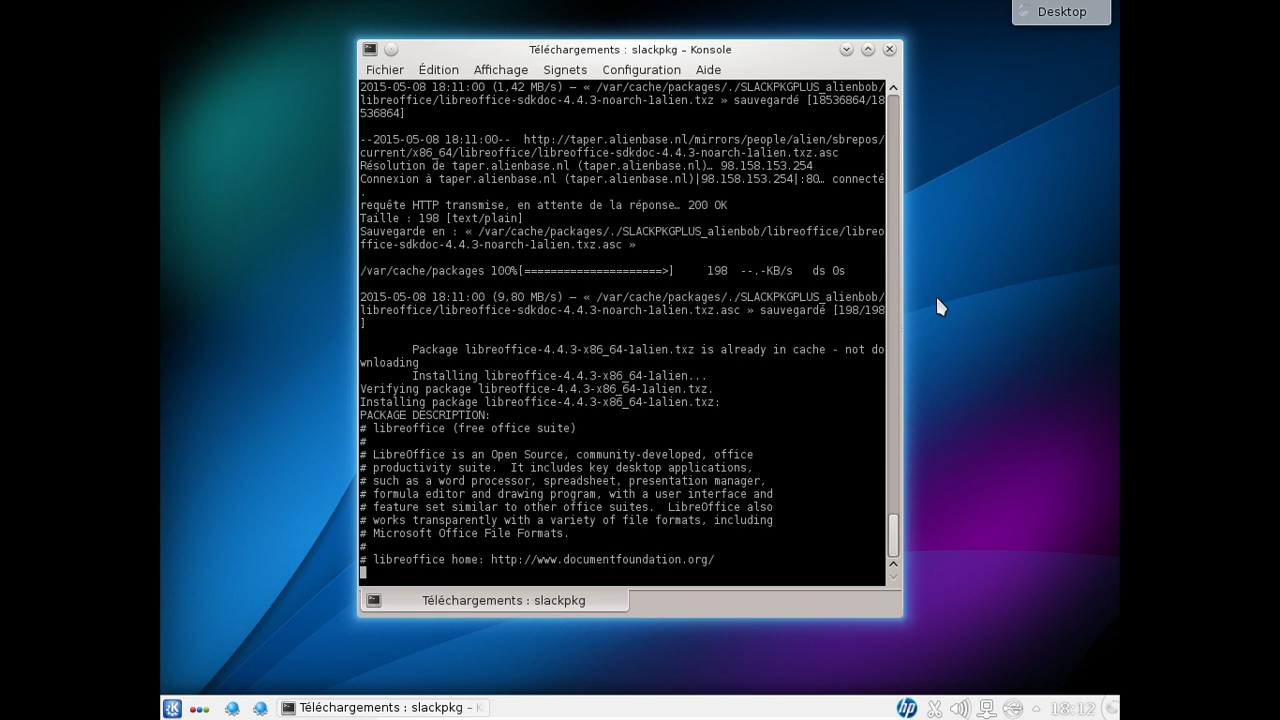 Desktop
Téléchargements : slackpkg – Konsole
Fichier Édition Affichage Signets Configuration Aide
2015-05-08 18:11:00 (1,42 MB/s) — « /var/cache/packages/./SLACKPKGPLUS_alienbob/
libreoffice/libreoffice-sdkdoc-4.4.3-noarch-1alien.txz » sauvegardé [18536864/18
536864]
--2015-05-08 18:11:00-- http://taper.alienbase.nl/mirrors/people/alien/sbrepos/
current/x86_64/libreoffice/libreoffice-sdkdoc-4.4.3-noarch-1alien.txz.asc
Résolution de taper.alienbase.nl (taper.alienbase.nl)… 98.158.153.254
Connexion à taper.alienbase.nl (taper.alienbase.nl)|98.158.153.254|:80… connecté
.
requête HTTP transmise, en attente de la réponse… 200 OK
Taille : 198 [text/plain]
Sauvegarde en : « /var/cache/packages/./SLACKPKGPLUS_alienbob/libreoffice/libreo
ffice-sdkdoc-4.4.3-noarch-1alien.txz.asc »
/var/cache/packages 100%[=====================>] 198 --.-KB/s ds 0s
2015-05-08 18:11:00 (9,80 MB/s) — « /var/cache/packages/./SLACKPKGPLUS_alienbob/
libreoffice/libreoffice-sdkdoc-4.4.3-noarch-1alien.txz.asc » sauvegardé [198/198
]
Package libreoffice-4.4.3-x86_64-1alien.txz is already in cache - not do
wnloading
Installing libreoffice-4.4.3-x86_64-1alien...
Verifying package libreoffice-4.4.3-x86_64-1alien.txz.
Installing package libreoffice-4.4.3-x86_64-1alien.txz:
PACKAGE DESCRIPTION:
# libreoffice (free office suite)
#
# LibreOffice is an Open Source, community-developed, office
# productivity suite. It includes key desktop applications,
# such as a word processor, spreadsheet, presentation manager,
# formula editor and drawing program, with a user interface and
# feature set similar to other office suites. LibreOffice also
# works transparently with a variety of file formats, including
# Microsoft Office File Formats.
#
# libreoffice home: http://www.documentfoundation.org/
Téléchargements : slackpkg
Téléchargements : slackpkg – K
hp
18:12